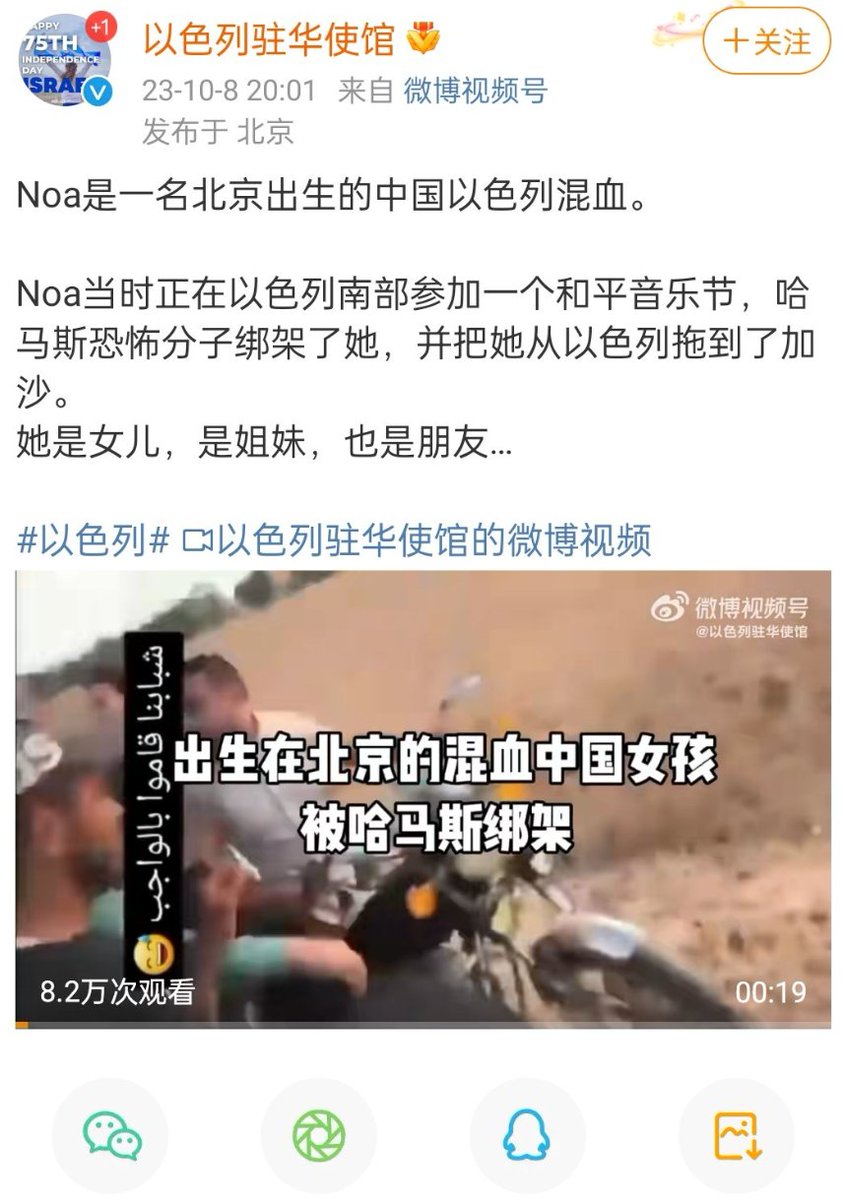 HAPPY
75TH
INDEPENDENCE
DAY
ISRAE
+1
以色列驻华使馆
＋关注
23-10-8 20:01 来自 微博视频号
发布于 北京
Noa是一名北京出生的中国以色列混血。
Noa当时正在以色列南部参加一个和平音乐节，哈
马斯恐怖分子绑架了她，并把她从以色列拖到了加
沙。
她是女儿，是姐妹，也是朋友...
#以色列# 以色列驻华使馆的微博视频
微博视频号
@以色列驻华使馆
شبابنا قاموا بالواجب 😅
出生在北京的混血中国女孩
被哈马斯绑架
8.2万次观看
00:19